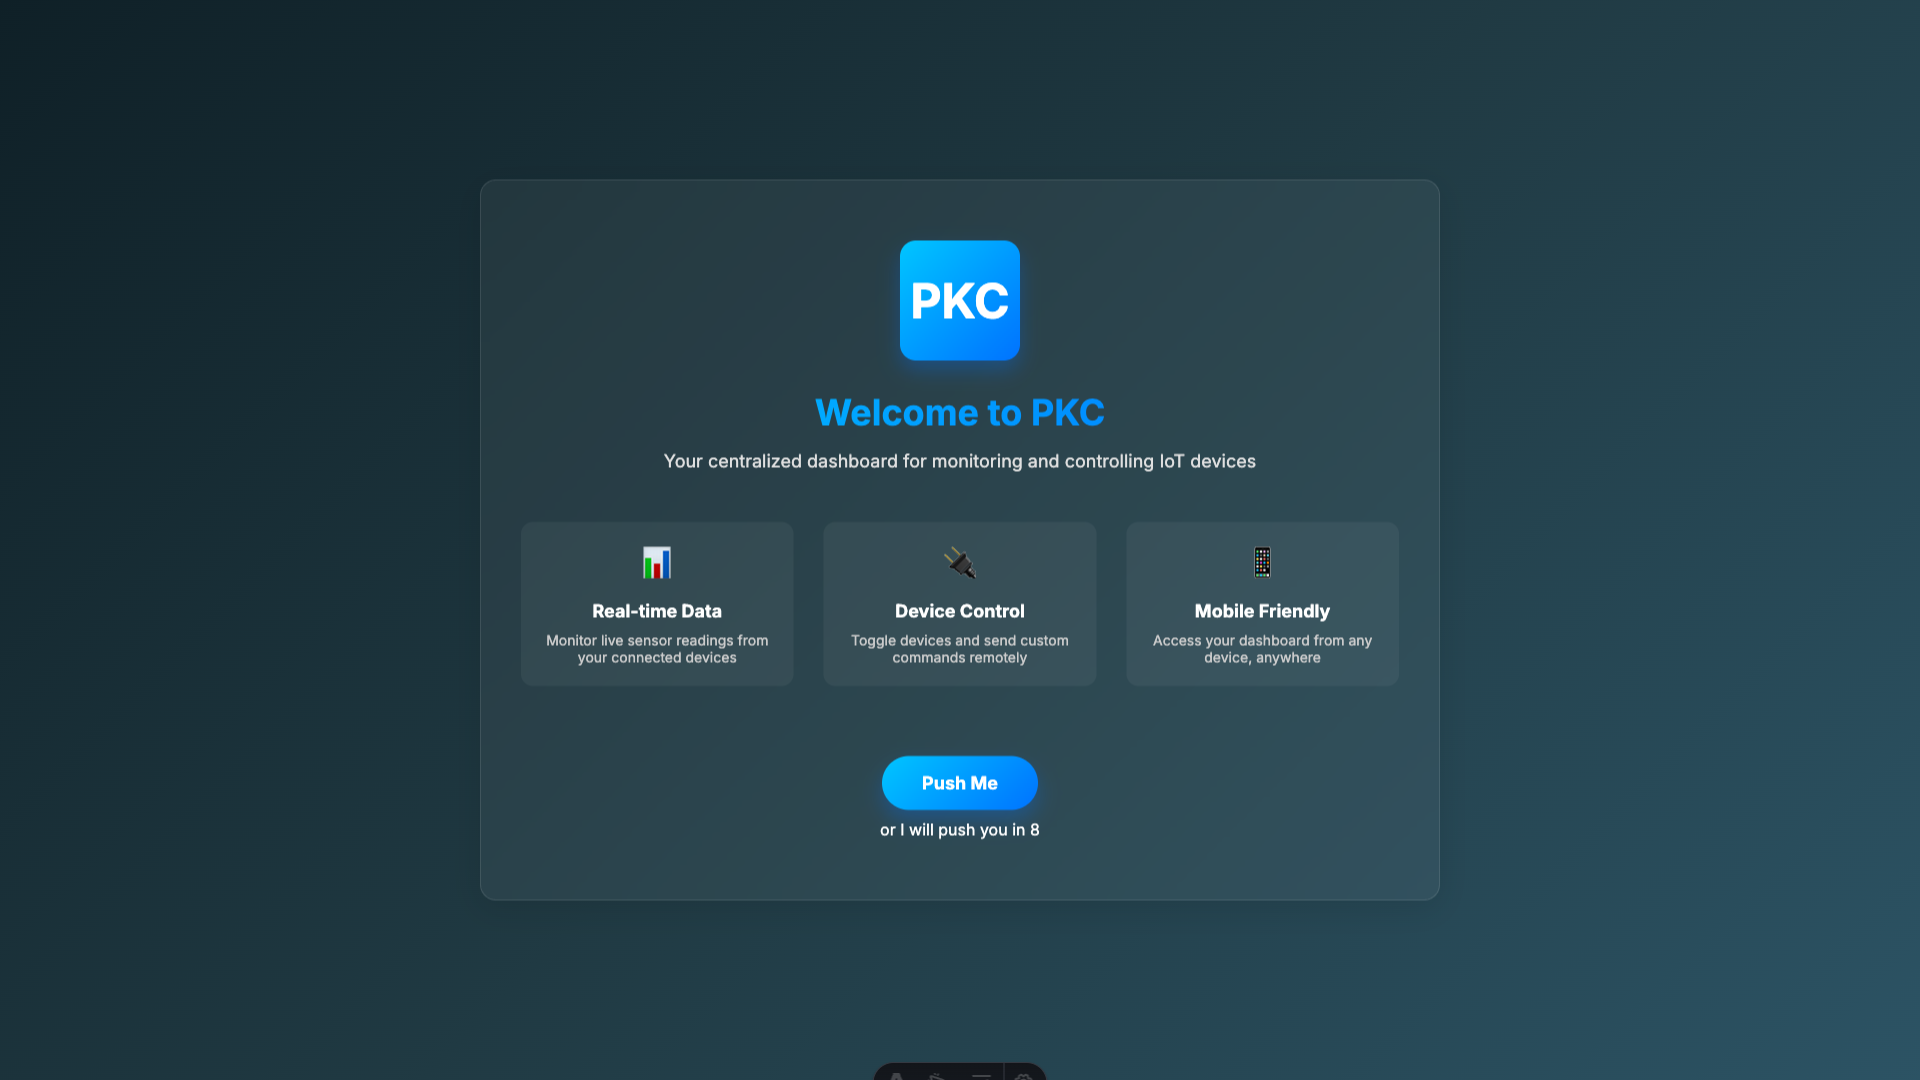 PKC
Welcome to PKC
Your centralized dashboard for monitoring and controlling IoT devices
Real-time Data
Monitor live sensor readings from
your connected devices
Device Control
Toggle devices and send custom
commands remotely
Mobile Friendly
Access your dashboard from any
device, anywhere
Push Me
or I will push you in 8